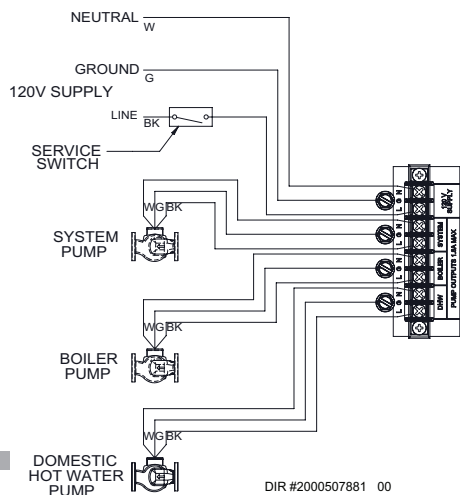 NEUTRAL
W
GROUND
G
120V SUPPLY
LINE
BK
SERVICE
SWITCH
W G BK
SYSTEM
PUMP
W G BK
BOILER
PUMP
W G BK
DOMESTIC
HOT WATER
PUMP
L G N
120 V
SUPPLY
L G N
SYSTEM
L G N
BOILER
L G N
DHW
PUMP OUTPUTS 1.8A MAX
DIR #2000507881 00